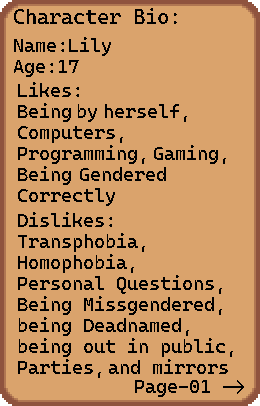 Character Bio:
Name:Lily
Age:17
Likes:
Being by herself,
Computers,
Programming, Gaming,
Being Gendered
Correctly
Dislikes:
Transphobia,
Homophobia,
Personal Questions,
Being Missgendered,
being Deadnamed,
being out in public,
Parties, and mirrors
Page-01 →